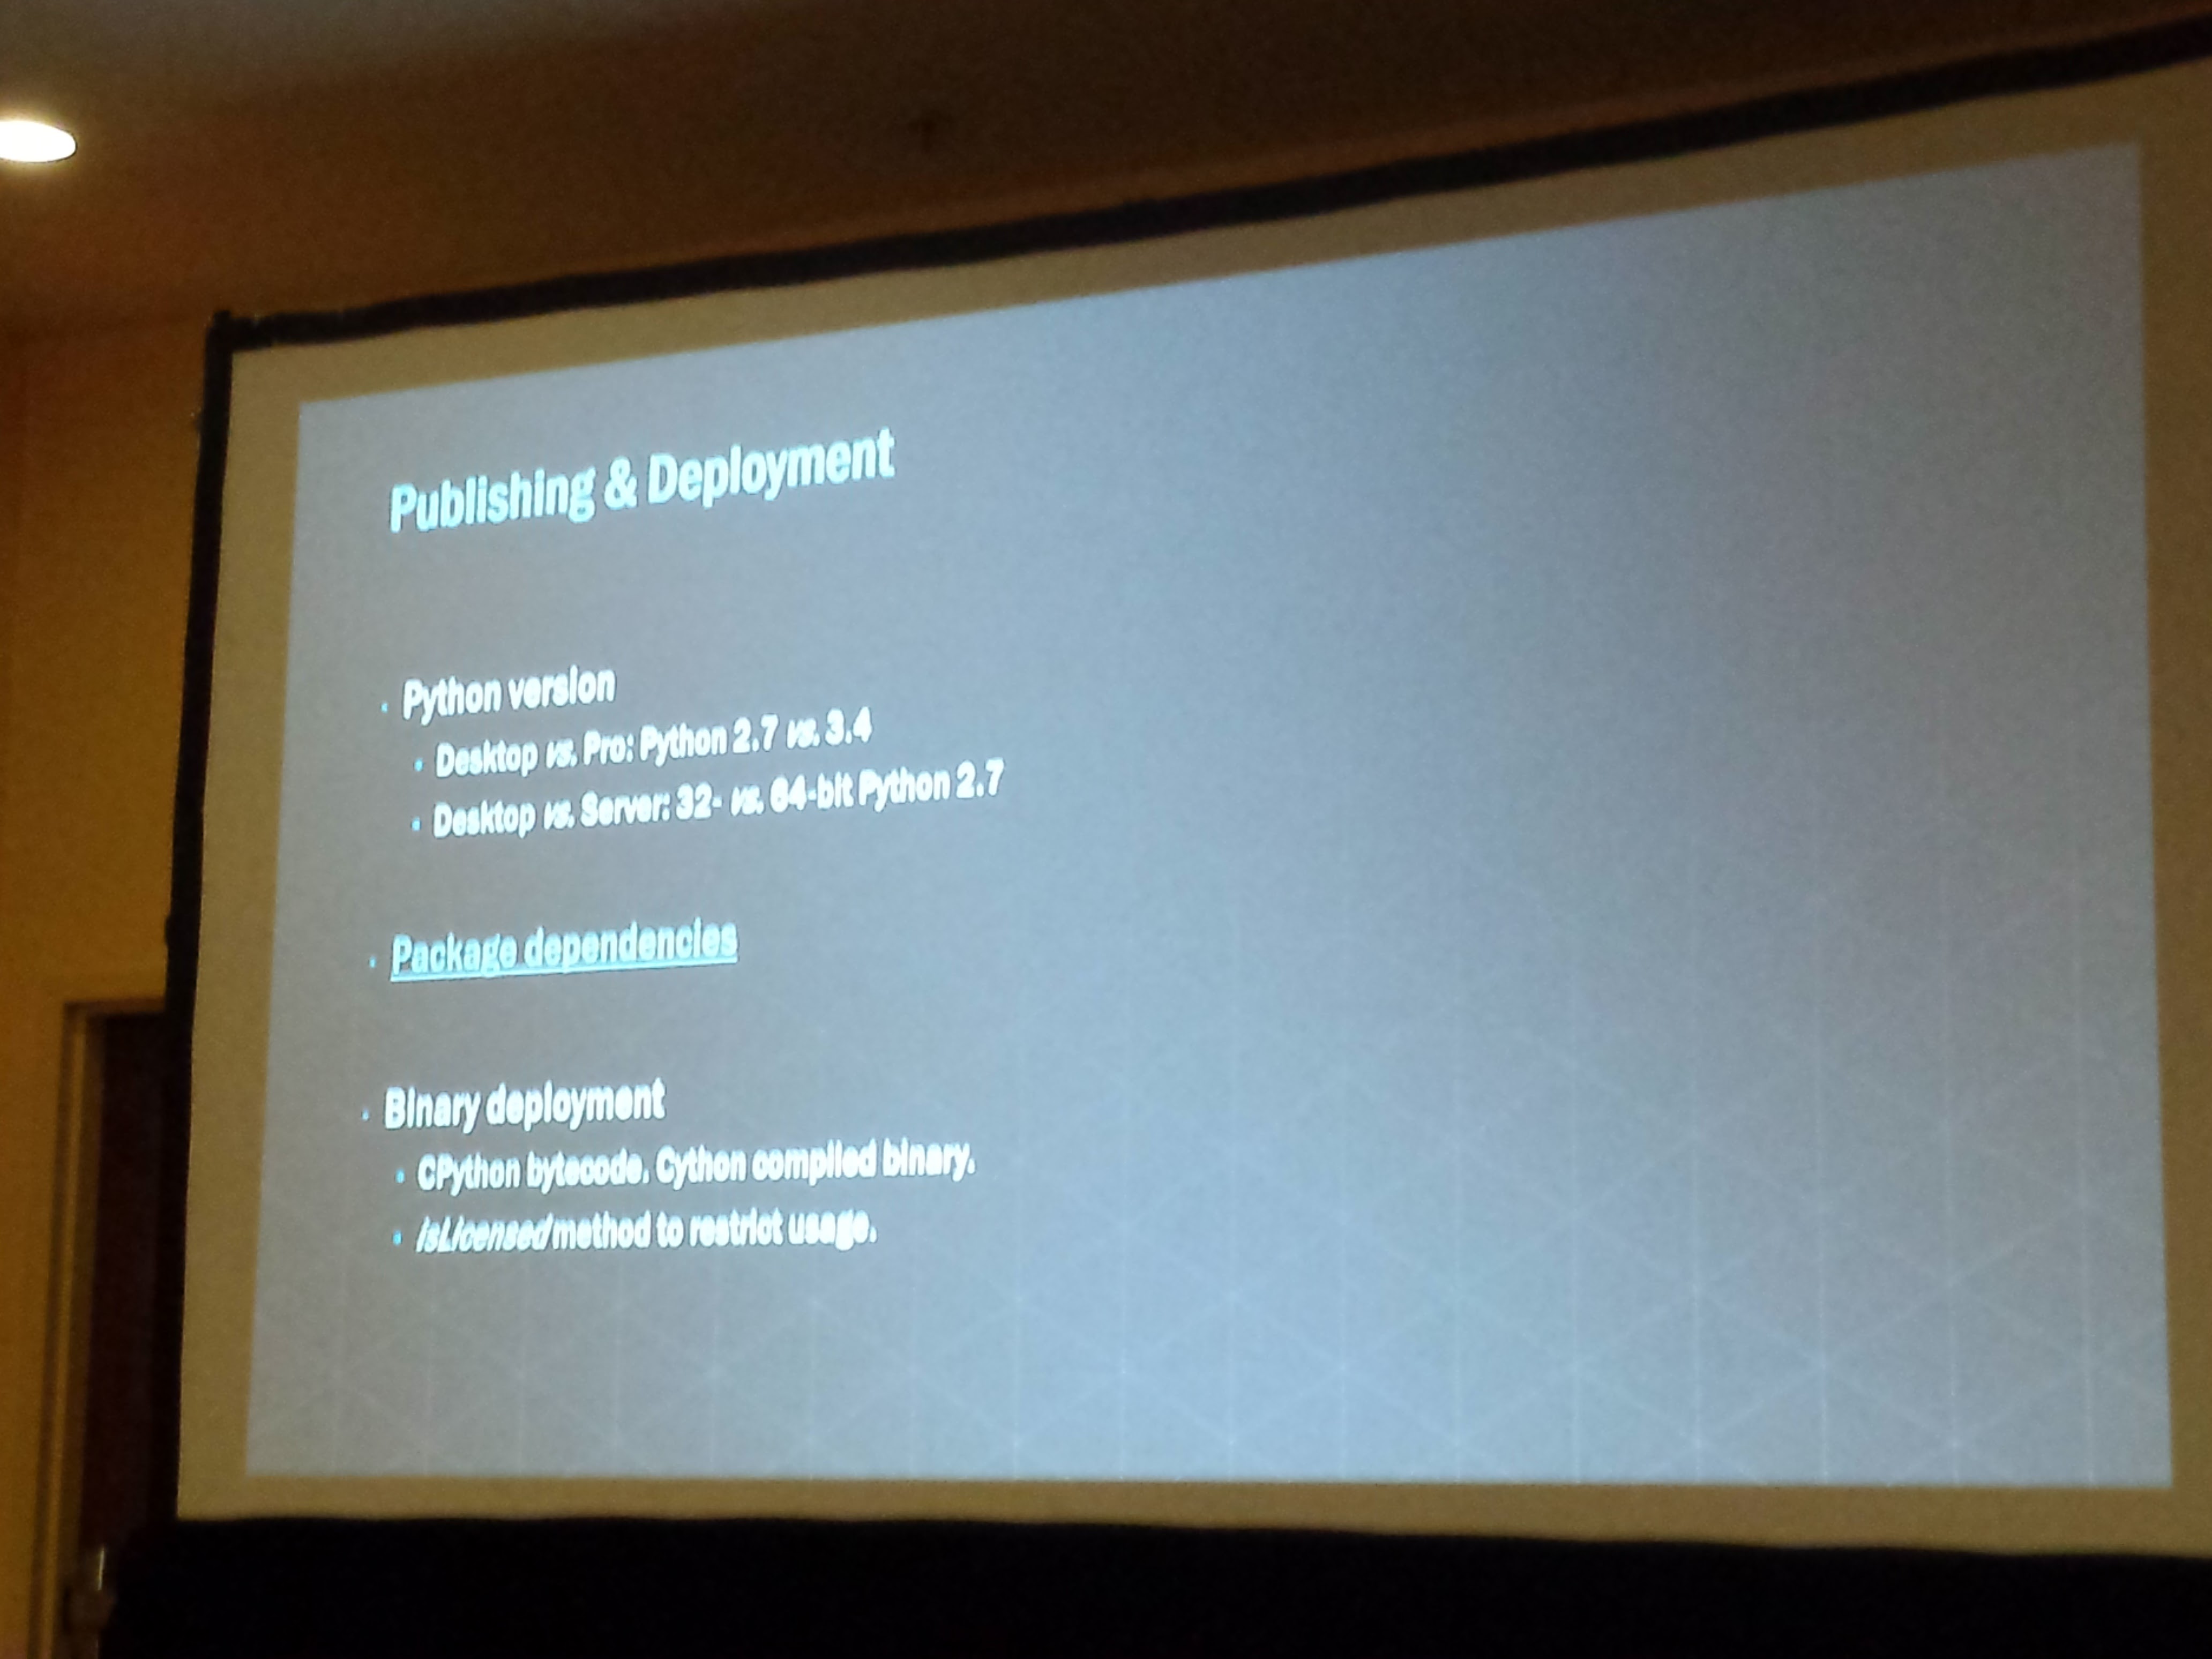 Publishing & Deployment
Python version
Desktop vs. Pro: Python 2.7 vs. 3.4
Desktop vs. Server: 32- vs. 64-bit Python 2.7
Package dependencies
Binary deployment
CPython bytecode. Cython compiled binary.
isLicensed method to restrict usage.